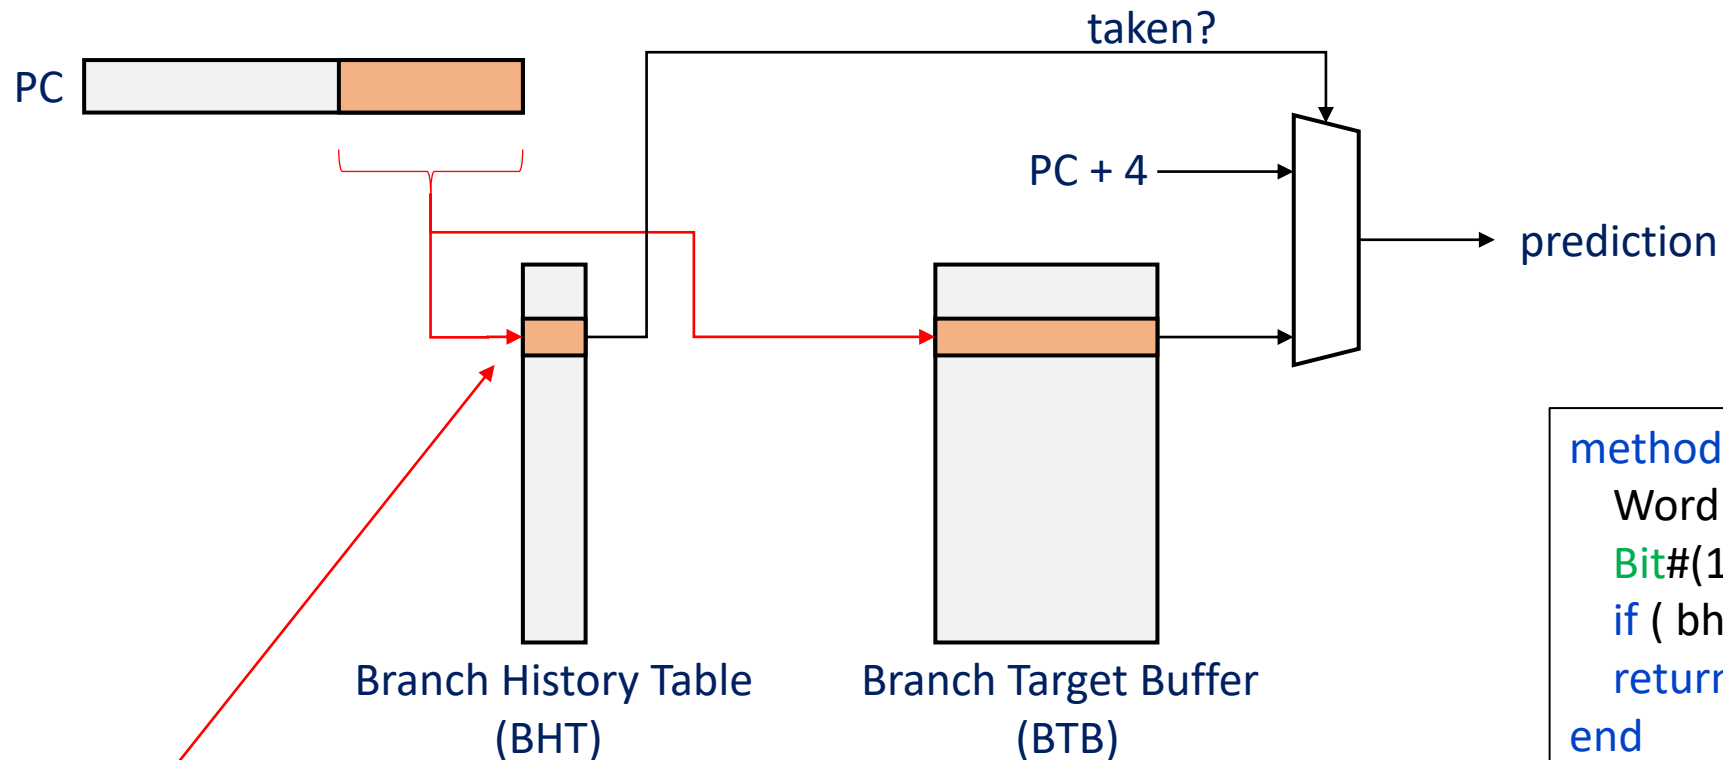 taken?
PC
PC + 4
prediction
Branch History Table
(BHT)
Branch Target Buffer
(BTB)
method
Word
Bit#(1
if ( bh
return
end